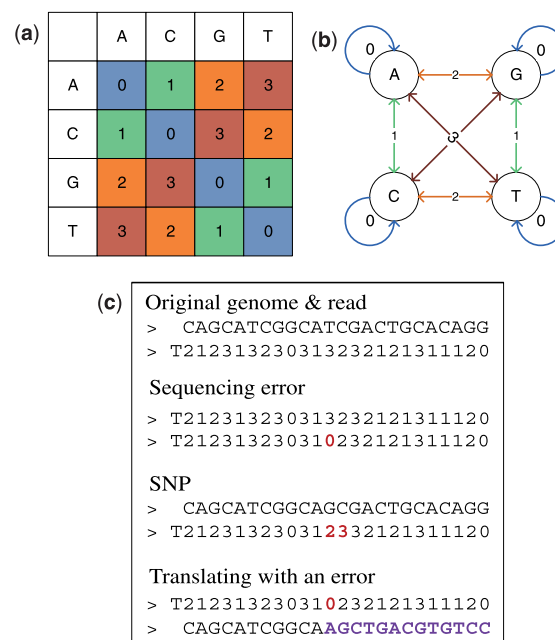 (a)
A C G T
A 0 1 2 3
C 1 0 3 2
G 2 3 0 1
T 3 2 1 0
(b)
0 0
A 2 G
1 3 1
C 2 T
0 0
(c)
Original genome & read
> CAGCATCGGCATCGACTGCACAGG
> T212313230313232121311120
Sequencing error
> T212313230313232121311120
> T212313230310232121311120
SNP
> CAGCATCGGCAGCGACTGCACAGG
> T212313230312332121311120
Translating with an error
> T212313230310232121311120
> CAGCATCGGCAAGCTGACGTGTCC